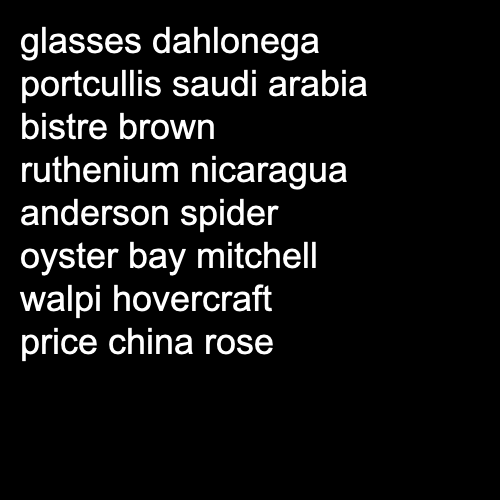 glasses dahlonega
portcullis saudi arabia
bistre brown
ruthenium nicaragua
anderson spider
oyster bay mitchell
walpi hovercraft
price china rose